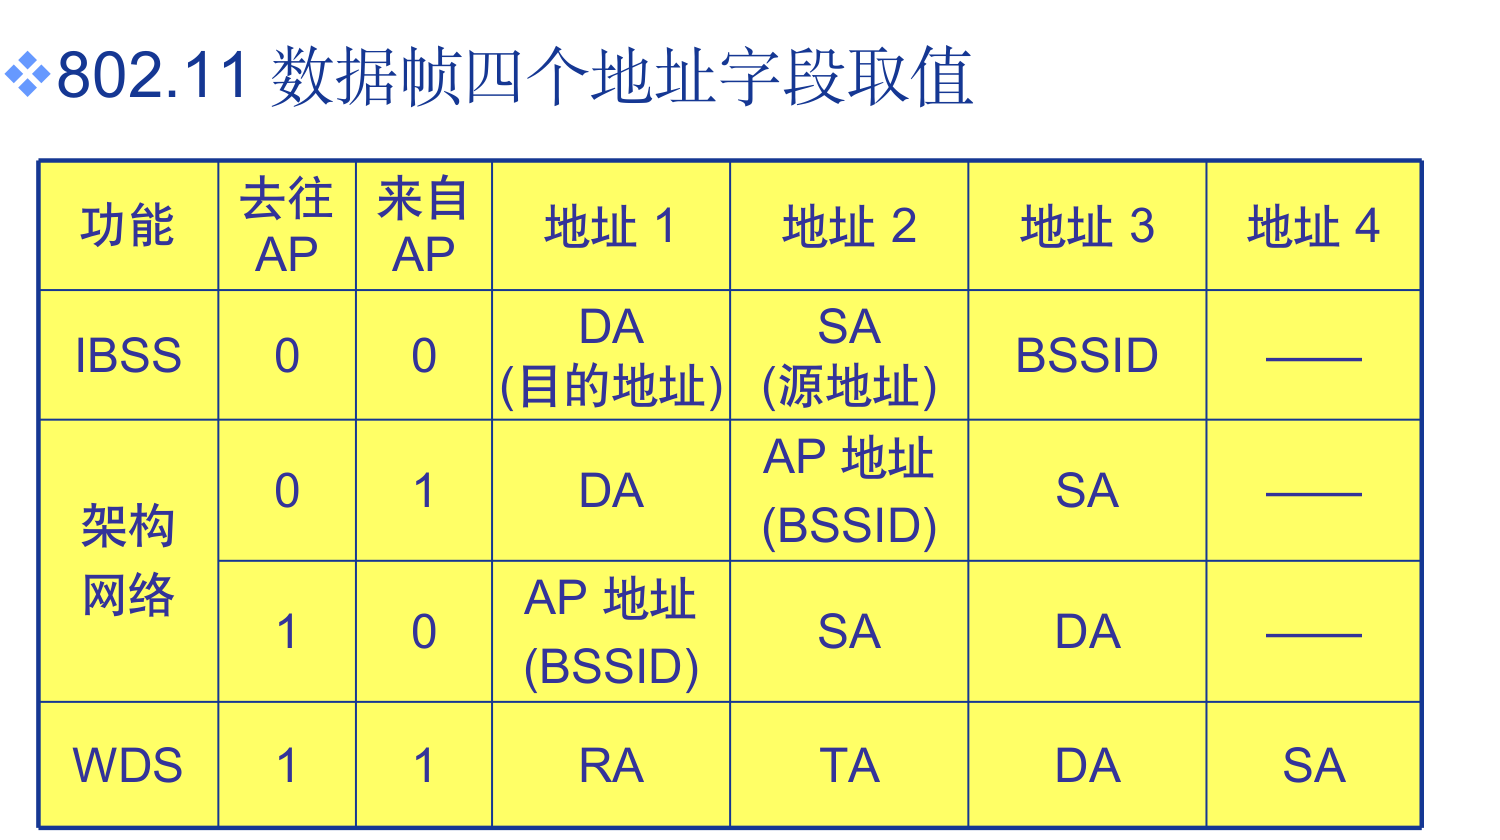 802.11 数据帧四个地址字段取值
功能 去往 AP 来自 AP 地址 1 地址 2 地址 3 地址 4
IBSS 0 0 DA (目的地址) SA (源地址) BSSID ——
架构网络 0 1 DA AP 地址 (BSSID) SA ——
1 0 AP 地址 (BSSID) SA DA ——
WDS 1 1 RA TA DA SA